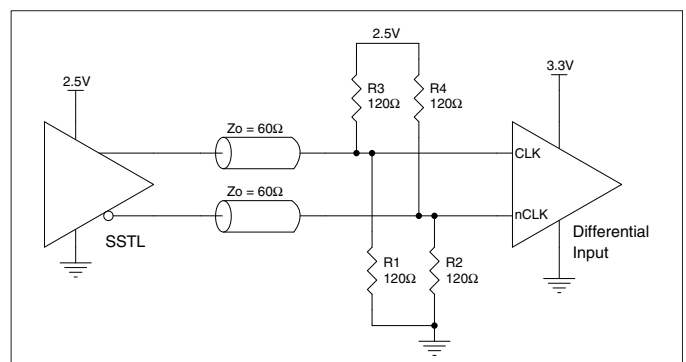 2.5V
2.5V
3.3V
R3
120Ω
R4
120Ω
Zo = 60Ω
CLK
Zo = 60Ω
nCLK
SSTL
Differential
Input
R1
120Ω
R2
120Ω